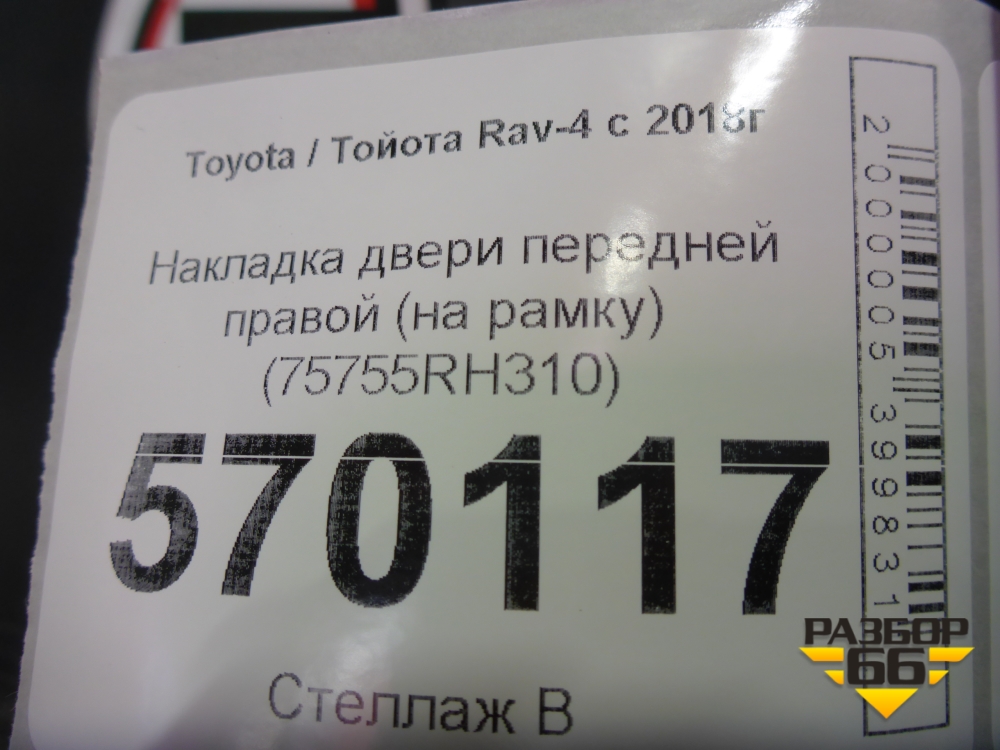 Toyota / Тойота Rav-4 с 2018г
Накладка двери передней
правой (на рамку)
(75755RH310)
570117
Стеллаж В
2000005399831
РАЗБОР
66